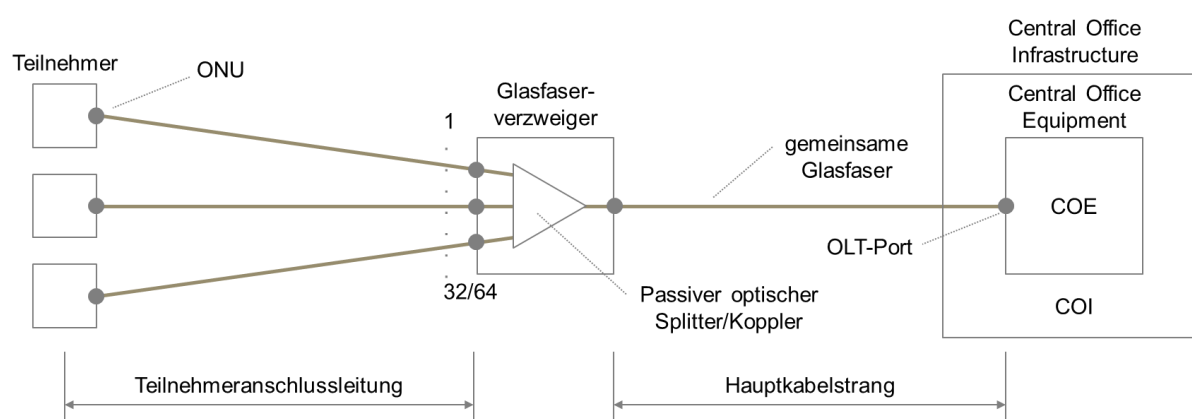 Central Office
Infrastructure
Teilnehmer
ONU
Glasfaser-
verzweiger
Central Office
Equipment
1
gemeinsame
Glasfaser
COE
OLT-Port
32/64
Passiver optischer
Splitter/Koppler
COI
Teilnehmeranschlussleitung
Hauptkabelstrang